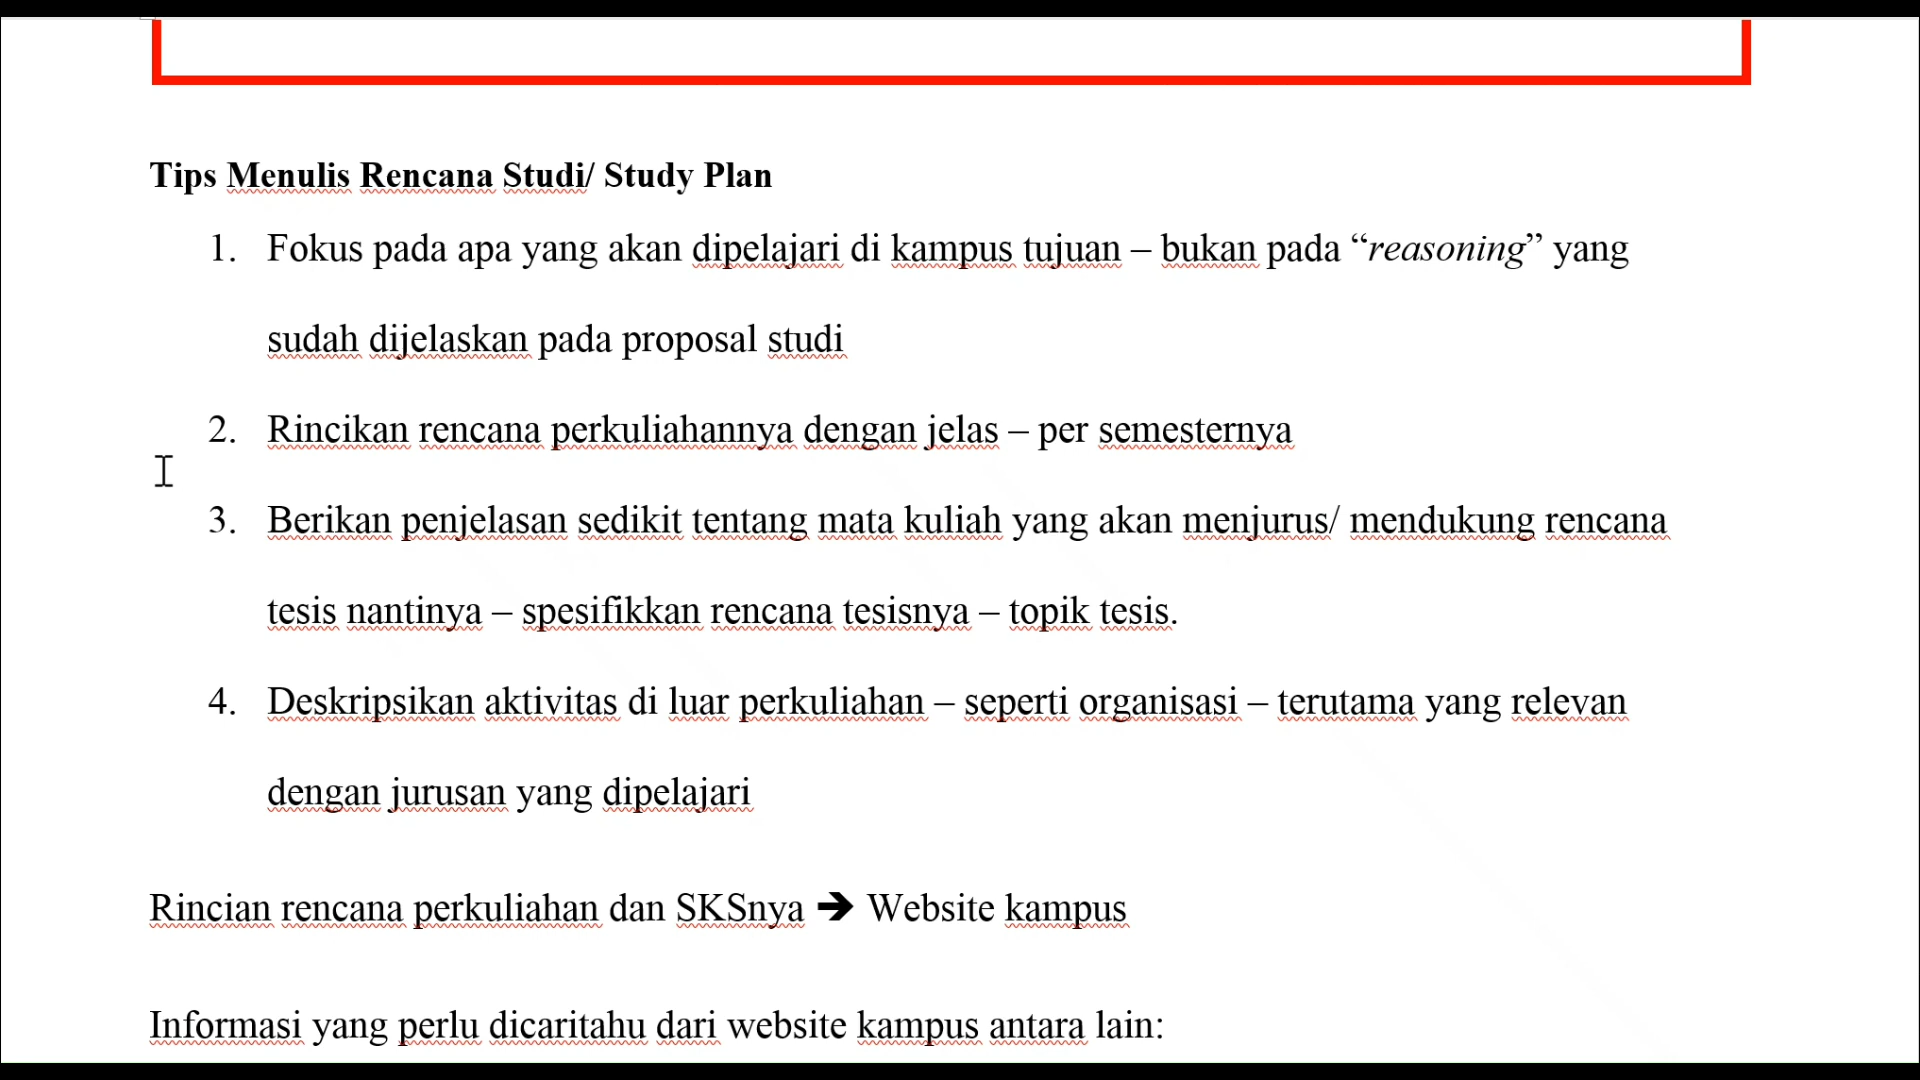 Tips Menulis Rencana Studi/ Study Plan
1. Fokus pada apa yang akan dipelajari di kampus tujuan – bukan pada “reasoning” yang
sudah dijelaskan pada proposal studi
2. Rincikan rencana perkuliahannya dengan jelas – per semesternya
3. Berikan penjelasan sedikit tentang mata kuliah yang akan menjurus/ mendukung rencana
tesis nantinya – spesifikkan rencana tesisnya – topik tesis.
4. Deskripsikan aktivitas di luar perkuliahan – seperti organisasi – terutama yang relevan
dengan jurusan yang dipelajari
Rincian rencana perkuliahan dan SKSnya ➔ Website kampus
Informasi yang perlu dicaritahu dari website kampus antara lain: